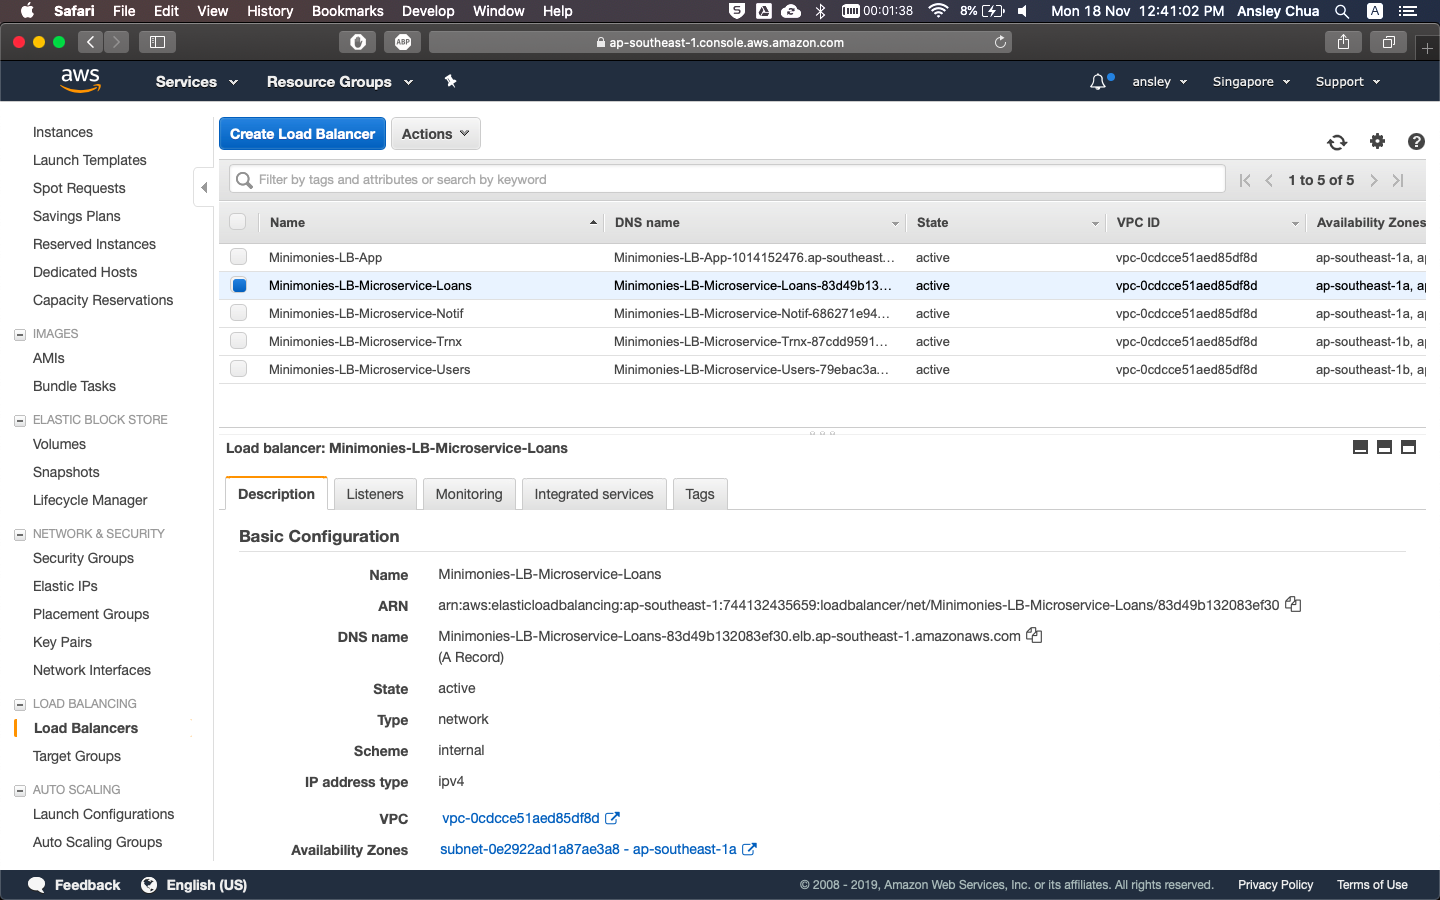 Safari File Edit View History Bookmarks Develop Window Help 00:01:38 8% Mon 18 Nov 12:41:02 PM Ansley Chua A
ABP ap-southeast-1.console.aws.amazon.com
aws Services Resource Groups ansley Singapore Support
Instances
Launch Templates
Spot Requests
Savings Plans
Reserved Instances
Dedicated Hosts
Capacity Reservations
IMAGES
AMIs
Bundle Tasks
ELASTIC BLOCK STORE
Volumes
Snapshots
Lifecycle Manager
NETWORK & SECURITY
Security Groups
Elastic IPs
Placement Groups
Key Pairs
Network Interfaces
LOAD BALANCING
Load Balancers
Target Groups
AUTO SCALING
Launch Configurations
Auto Scaling Groups
Create Load Balancer Actions
Filter by tags and attributes or search by keyword 1 to 5 of 5
Name DNS name State VPC ID Availability Zones
Minimonies-LB-App Minimonies-LB-App-1014152476.ap-southeast... active vpc-0cdcce51aed85df8d ap-southeast-1a, a
Minimonies-LB-Microservice-Loans Minimonies-LB-Microservice-Loans-83d49b13... active vpc-0cdcce51aed85df8d ap-southeast-1a, a
Minimonies-LB-Microservice-Notif Minimonies-LB-Microservice-Notif-686271e94... active vpc-0cdcce51aed85df8d ap-southeast-1a, a
Minimonies-LB-Microservice-Trnx Minimonies-LB-Microservice-Trnx-87cdd9591... active vpc-0cdcce51aed85df8d ap-southeast-1b, a
Minimonies-LB-Microservice-Users Minimonies-LB-Microservice-Users-79ebac3a... active vpc-0cdcce51aed85df8d ap-southeast-1b, a
Load balancer: Minimonies-LB-Microservice-Loans
Description Listeners Monitoring Integrated services Tags
Basic Configuration
Name Minimonies-LB-Microservice-Loans
ARN arn:aws:elasticloadbalancing:ap-southeast-1:744132435659:loadbalancer/net/Minimonies-LB-Microservice-Loans/83d49b132083ef30
DNS name Minimonies-LB-Microservice-Loans-83d49b132083ef30.elb.ap-southeast-1.amazonaws.com
(A Record)
State active
Type network
Scheme internal
IP address type ipv4
VPC vpc-0cdcce51aed85df8d
Availability Zones subnet-0e2922ad1a87ae3a8 - ap-southeast-1a
Feedback English (US) © 2008 - 2019, Amazon Web Services, Inc. or its affiliates. All rights reserved. Privacy Policy Terms of Use